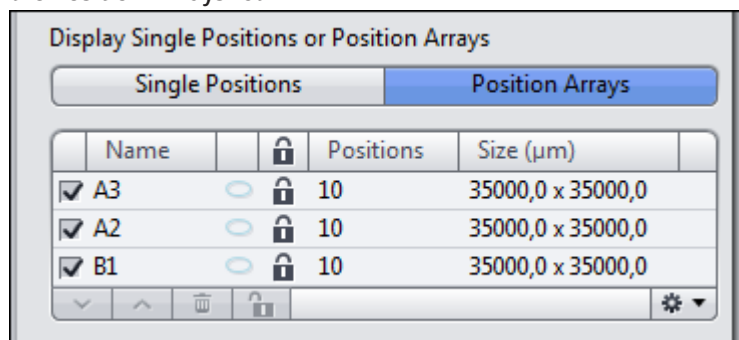 Display Single Positions or Position Arrays
Single Positions Position Arrays
Name Positions Size (µm)
A3 10 35000,0 x 35000,0
A2 10 35000,0 x 35000,0
B1 10 35000,0 x 35000,0